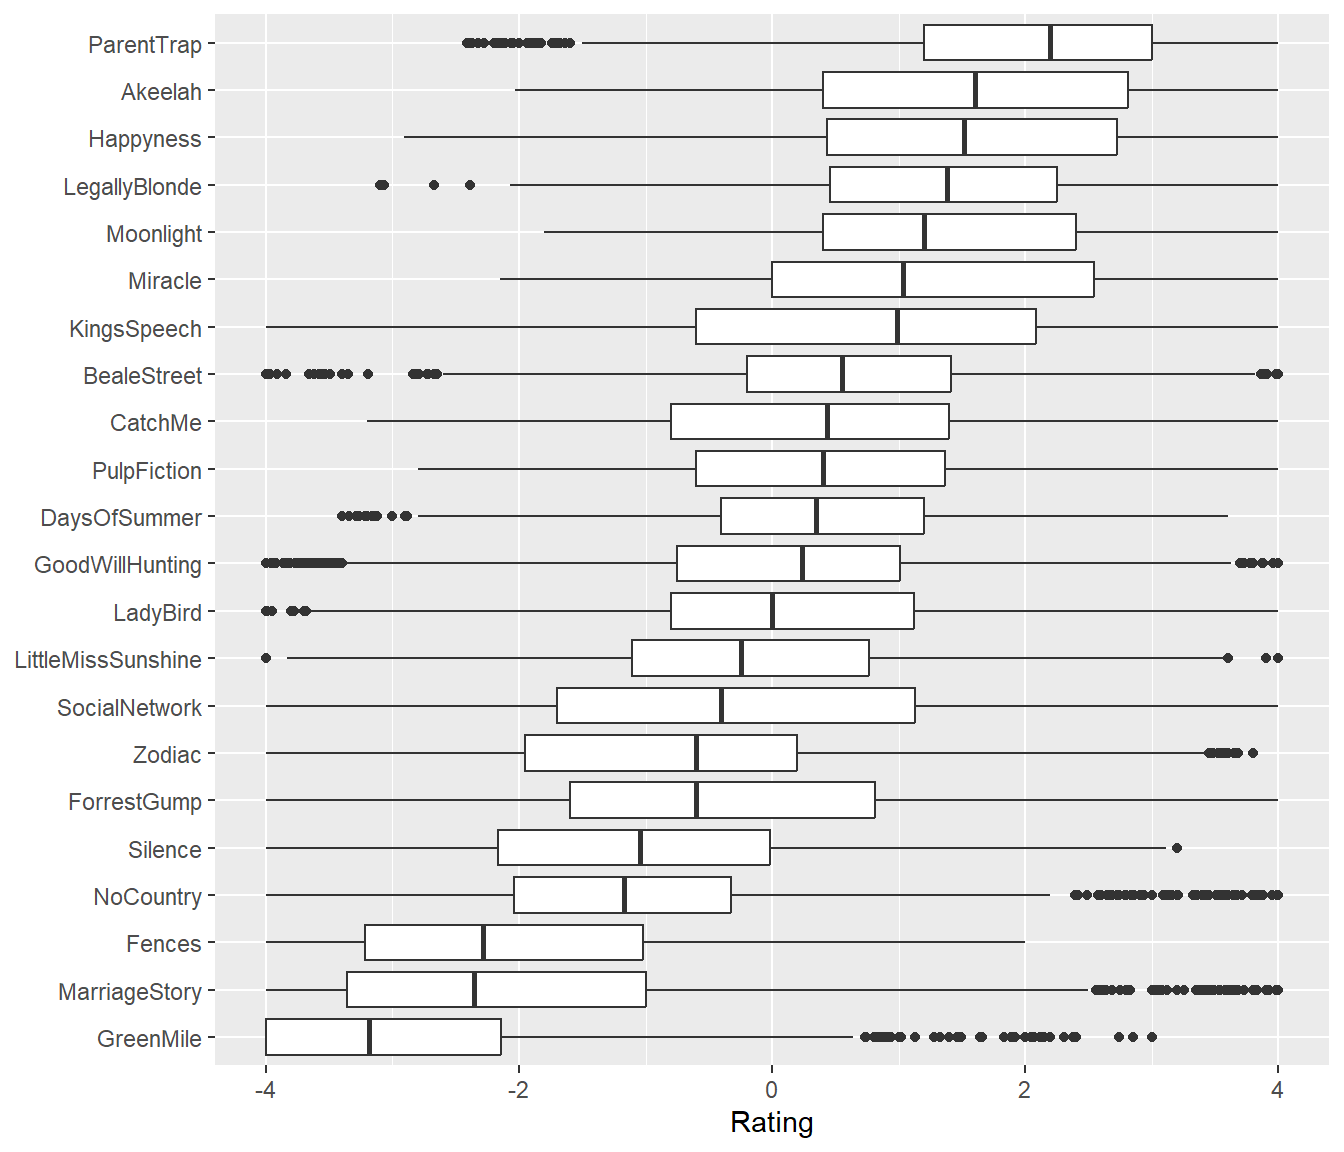 ParentTrap
Akeelah
Happyness
LegallyBlonde
Moonlight
Miracle
KingsSpeech
BealeStreet
CatchMe
PulpFiction
DaysOfSummer
GoodWillHunting
LadyBird
LittleMissSunshine
SocialNetwork
Zodiac
ForrestGump
Silence
NoCountry
Fences
MarriageStory
GreenMile
-4 -2 0 2 4
Rating